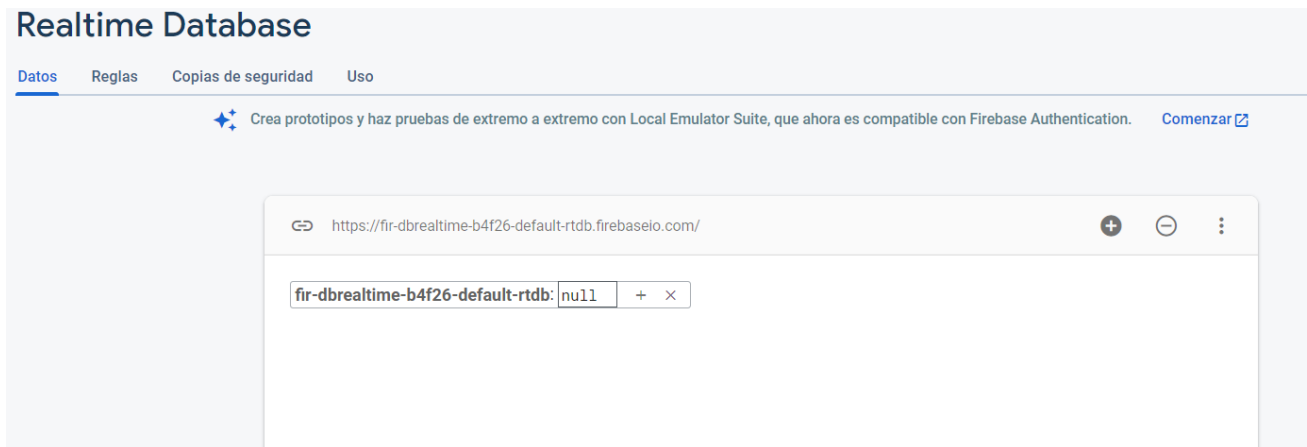 Realtime Database
Datos Reglas Copias de seguridad Uso
Crea prototipos y haz pruebas de extremo a extremo con Local Emulator Suite, que ahora es compatible con Firebase Authentication. Comenzar
https://fir-dbrealtime-b4f26-default-rtdb.firebaseio.com/
fir-dbrealtime-b4f26-default-rtdb: null + ×